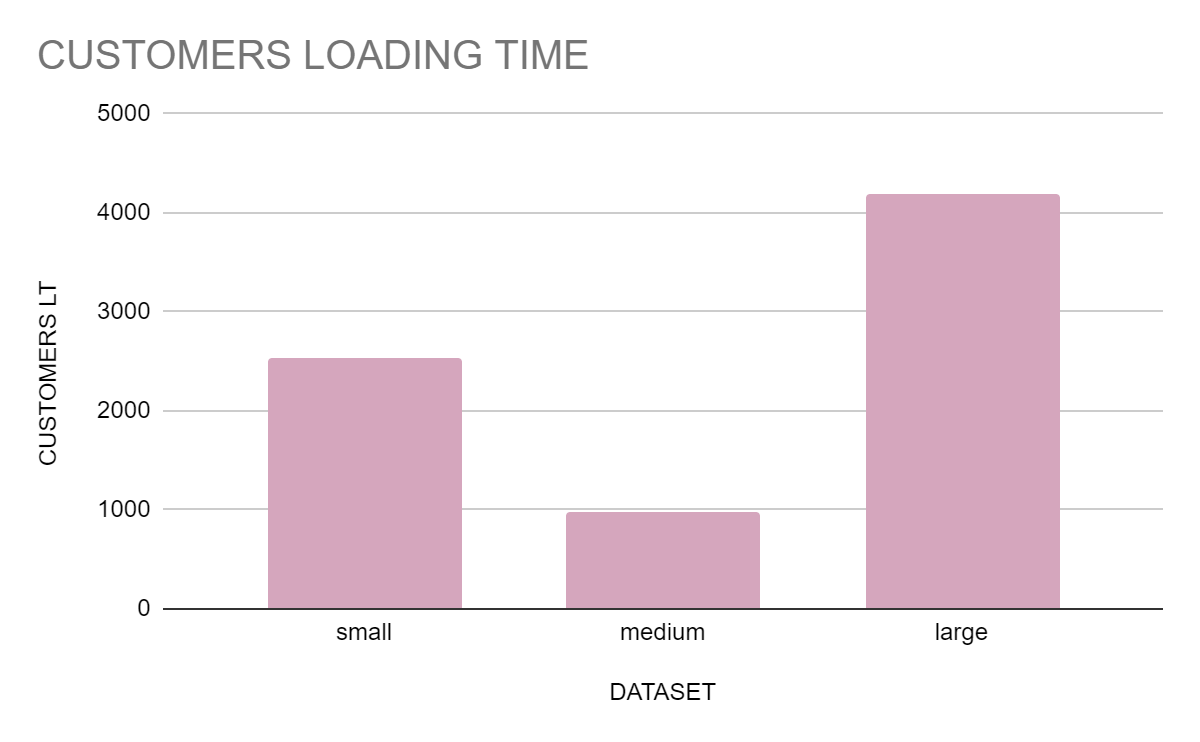 CUSTOMERS LOADING TIME
5000
4000
3000
2000
1000
0
CUSTOMERS LT
small medium large
DATASET